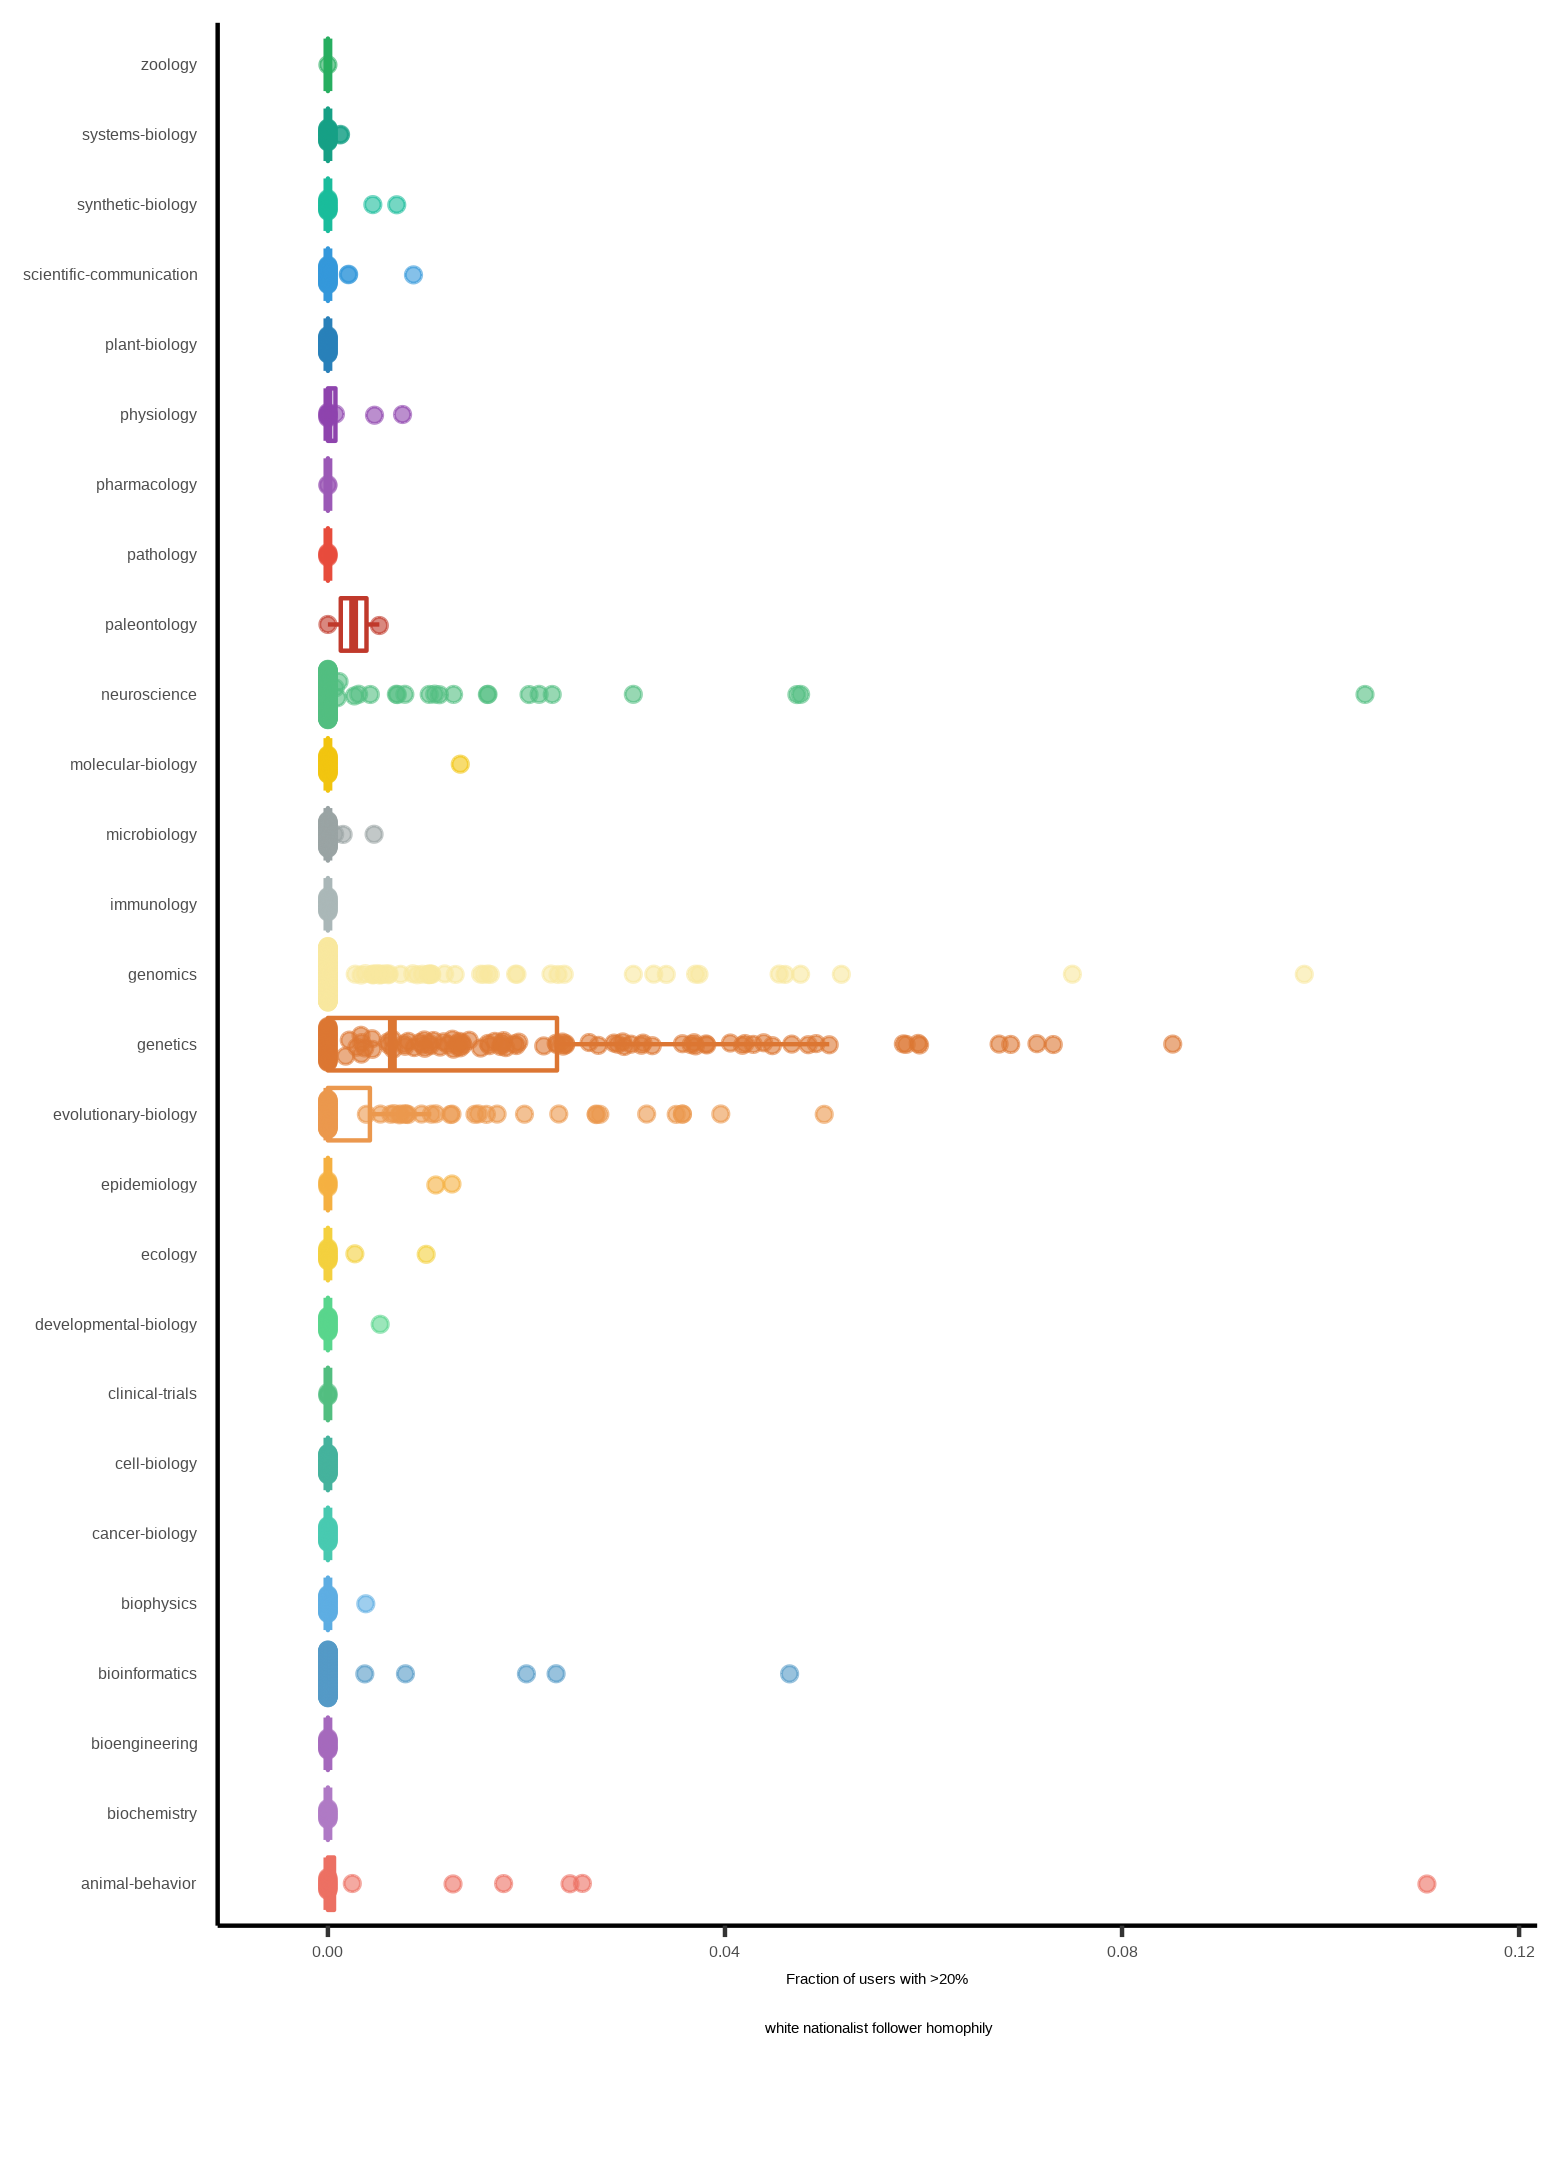 zoology
systems-biology
synthetic-biology
scientific-communication
plant-biology
physiology
pharmacology
pathology
paleontology
neuroscience
molecular-biology
microbiology
immunology
genomics
genetics
evolutionary-biology
epidemiology
ecology
developmental-biology
clinical-trials
cell-biology
cancer-biology
biophysics
bioinformatics
bioengineering
biochemistry
animal-behavior
0.00 0.04 0.08 0.12
Fraction of users with >20%
white nationalist follower homophily